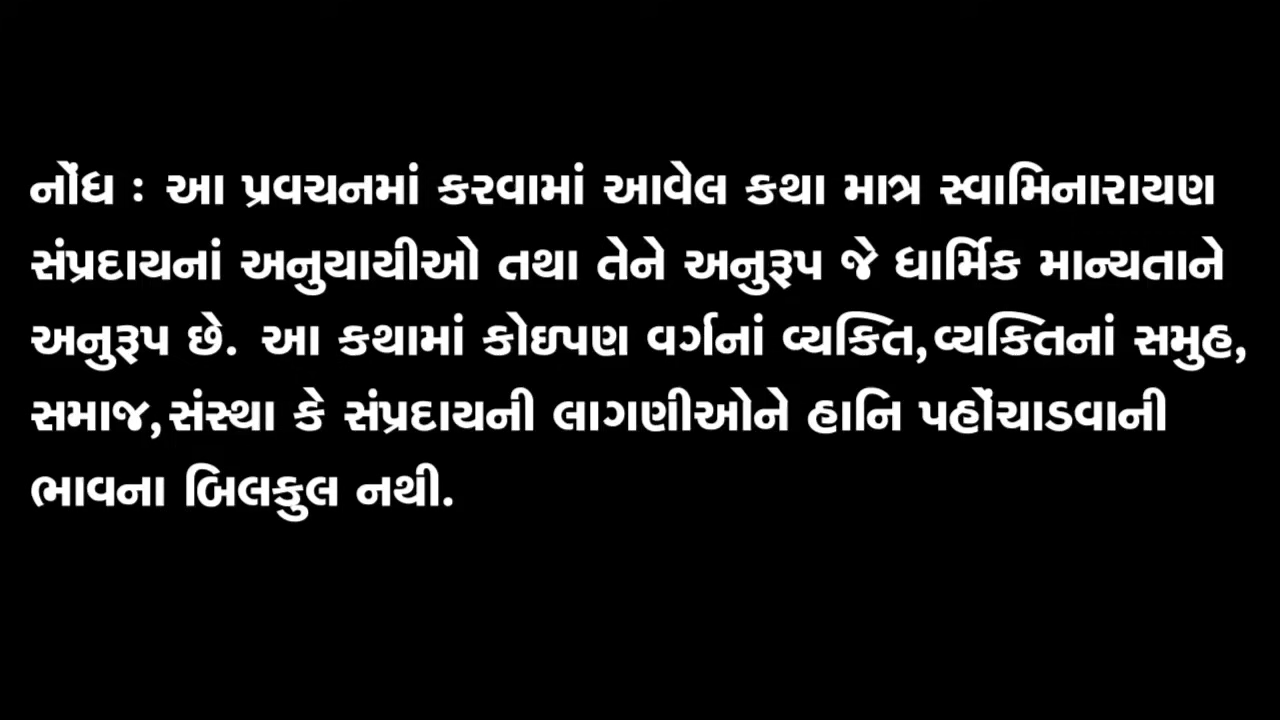 નોંધ : આ પ્રવચનમાં કરવામાં આવેલ કથા માત્ર સ્વામિનારાયણ
સંપ્રદાયનાં અનુયાયીઓ તથા તેને અનુરૂપ જે ધાર્મિક માન્યતાને
અનુરૂપ છે. આ કથામાં કોઇપણ વર્ગનાં વ્યકિત,વ્યકિતનાં સમુહ,
સમાજ,સંસ્થા કે સંપ્રદાયની લાગણીઓને હાનિ પહોંચાડવાની
ભાવના બિલકુલ નથી.